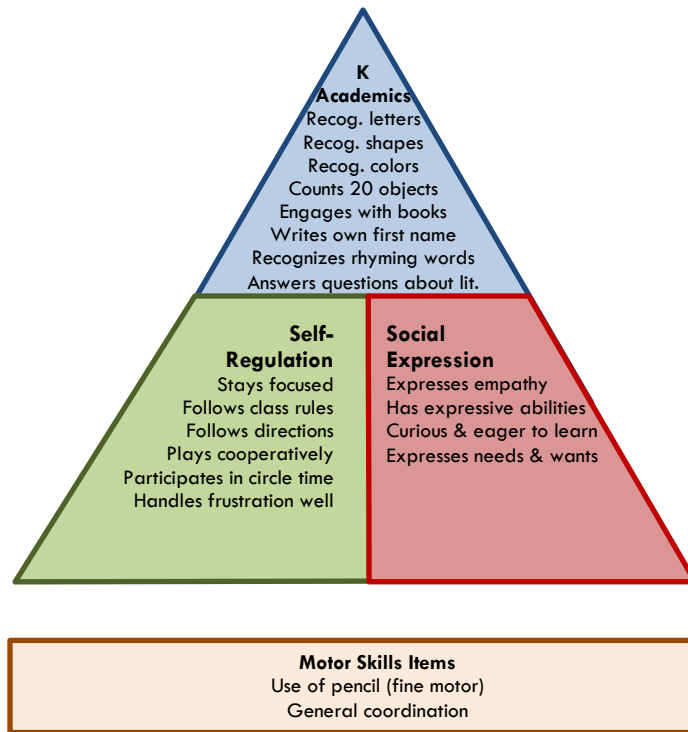 K
Academics
Recog. letters
Recog. shapes
Recog. colors
Counts 20 objects
Engages with books
Writes own first name
Recognizes rhyming words
Answers questions about lit.
Self-
Regulation
Stays focused
Follows class rules
Follows directions
Plays cooperatively
Participates in circle time
Handles frustration well
Social
Expression
Expresses empathy
Has expressive abilities
Curious & eager to learn
Expresses needs & wants
Motor Skills Items
Use of pencil (fine motor)
General coordination